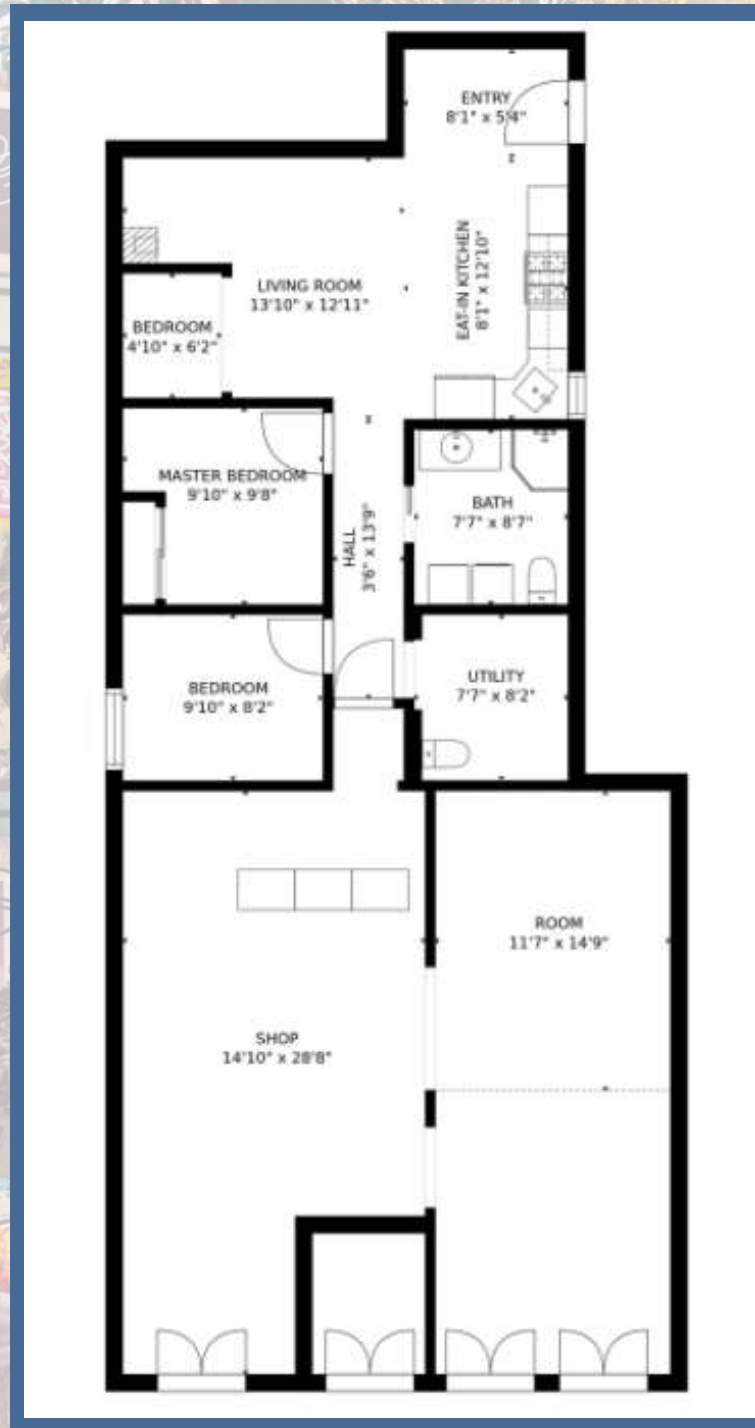 ENTRY
8'1" x 5'4"
EAT-IN KITCHEN
8'1" x 12'10"
LIVING ROOM
13'10" x 12'11"
BEDROOM
4'10" x 6'2"
MASTER BEDROOM
9'10" x 9'8"
HALL
3'6" x 13'9"
BATH
7'7" x 8'7"
BEDROOM
9'10" x 8'2"
UTILITY
7'7" x 8'2"
ROOM
11'7" x 14'9"
SHOP
14'10" x 28'8"